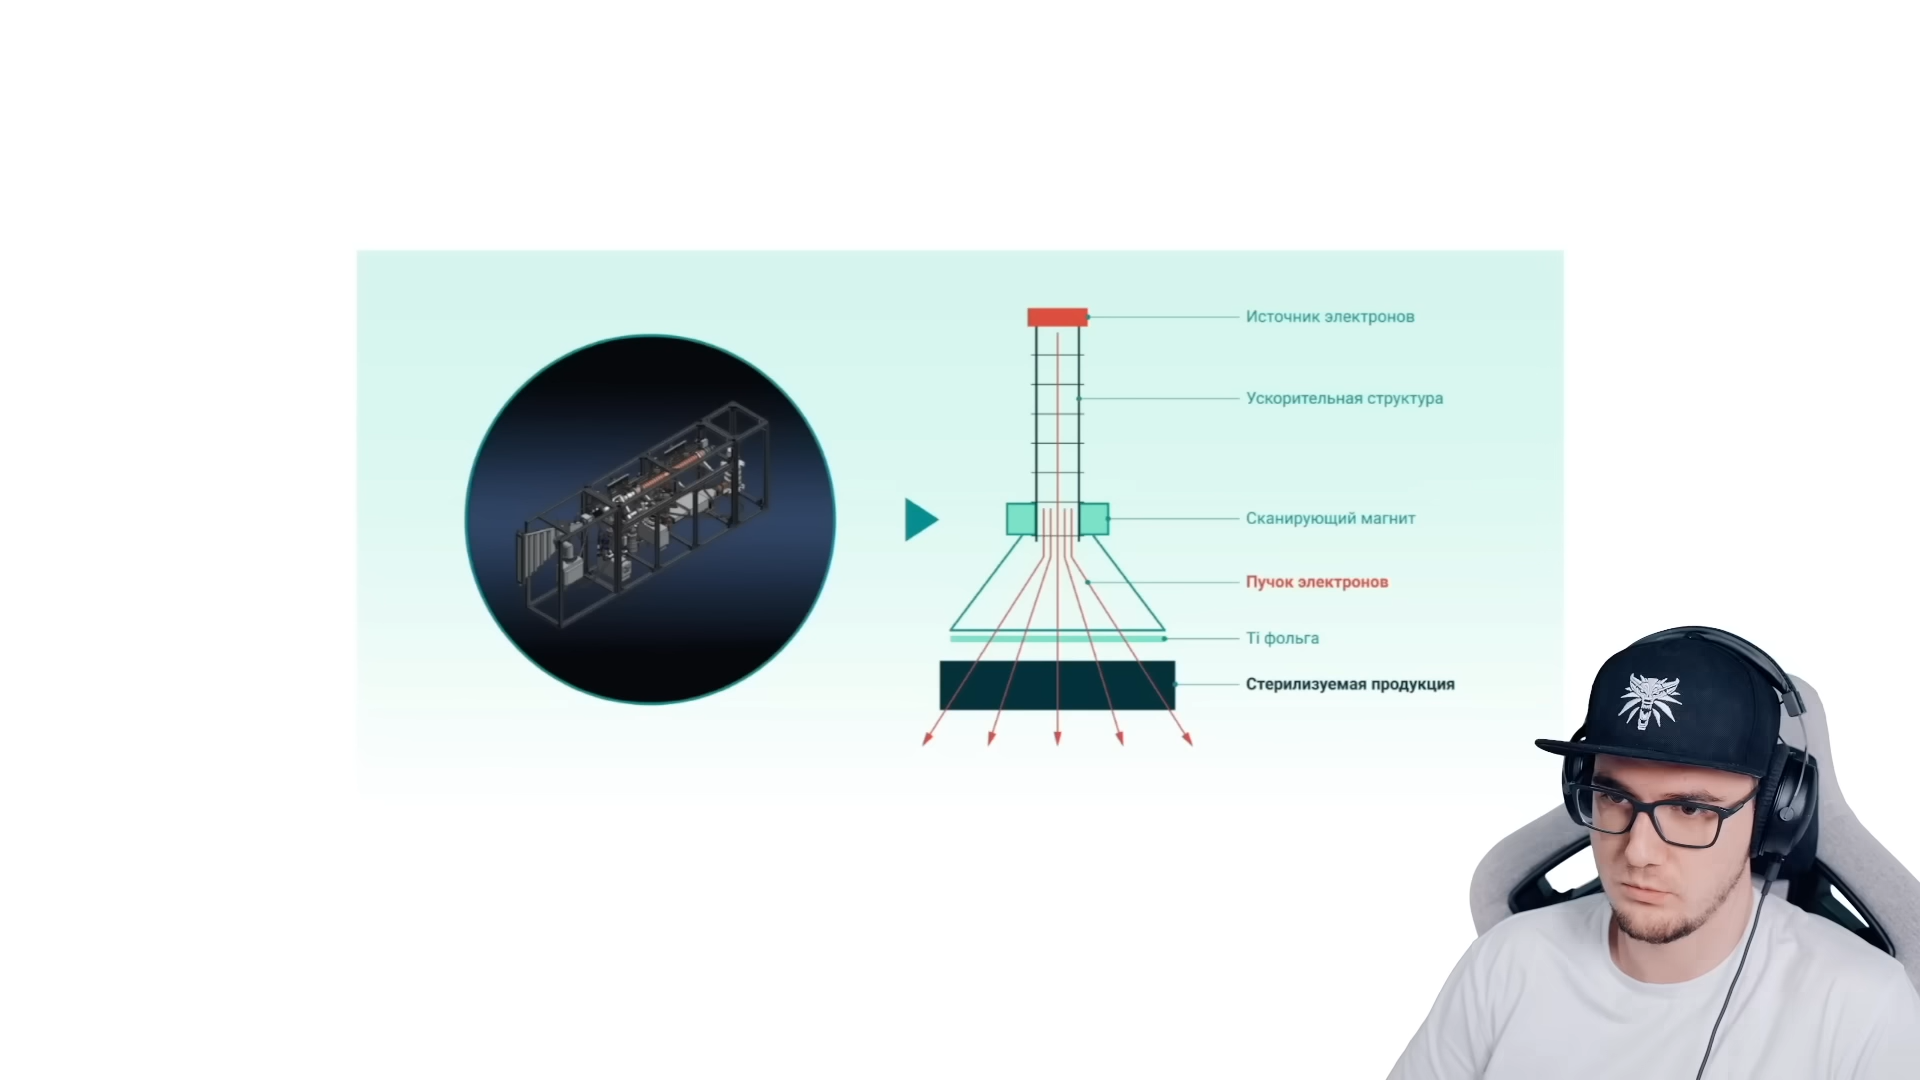 Источник электронов
Ускорительная структура
Сканирующий магнит
Пучок электронов
Ti фольга
Стерилизуемая продукция